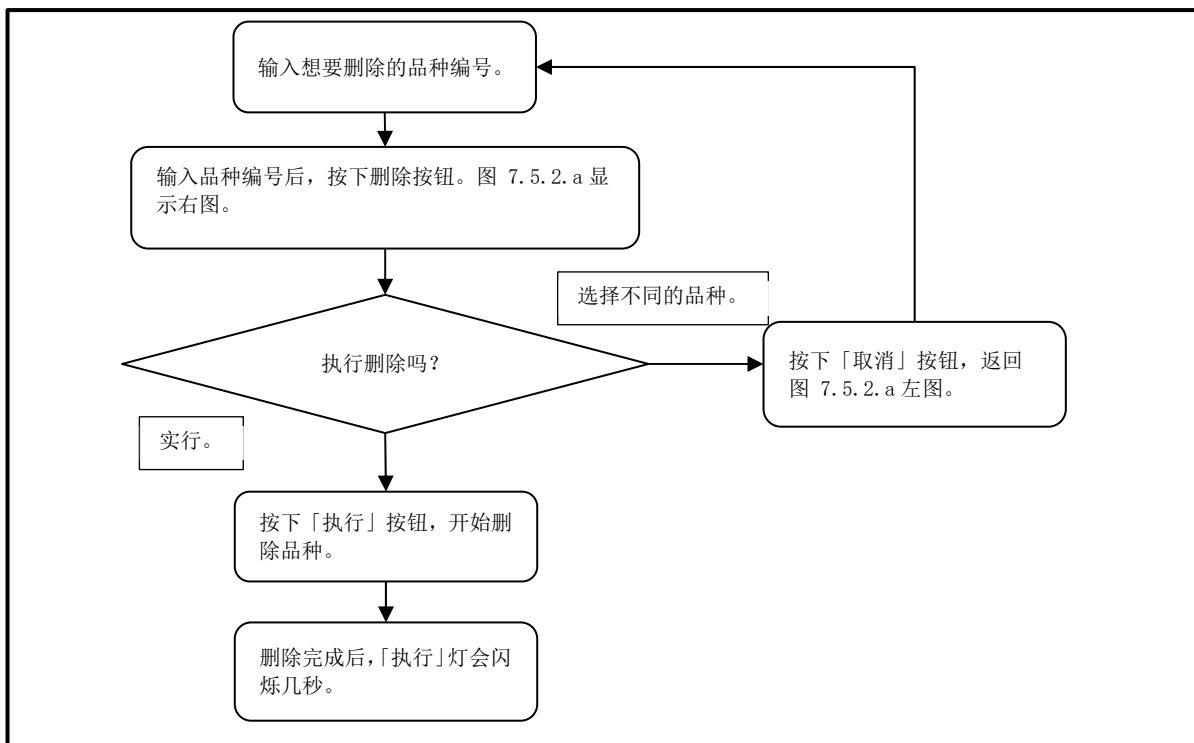 输入想要删除的品种编号。
输入品种编号后，按下删除按钮。图 7.5.2.a 显
示右图。
选择不同的品种。
执行删除吗？
按下「取消」按钮，返回
图 7.5.2.a 左图。
实行。
按下「执行」按钮，开始删
除品种。
删除完成后，「执行」灯会闪
烁几秒。